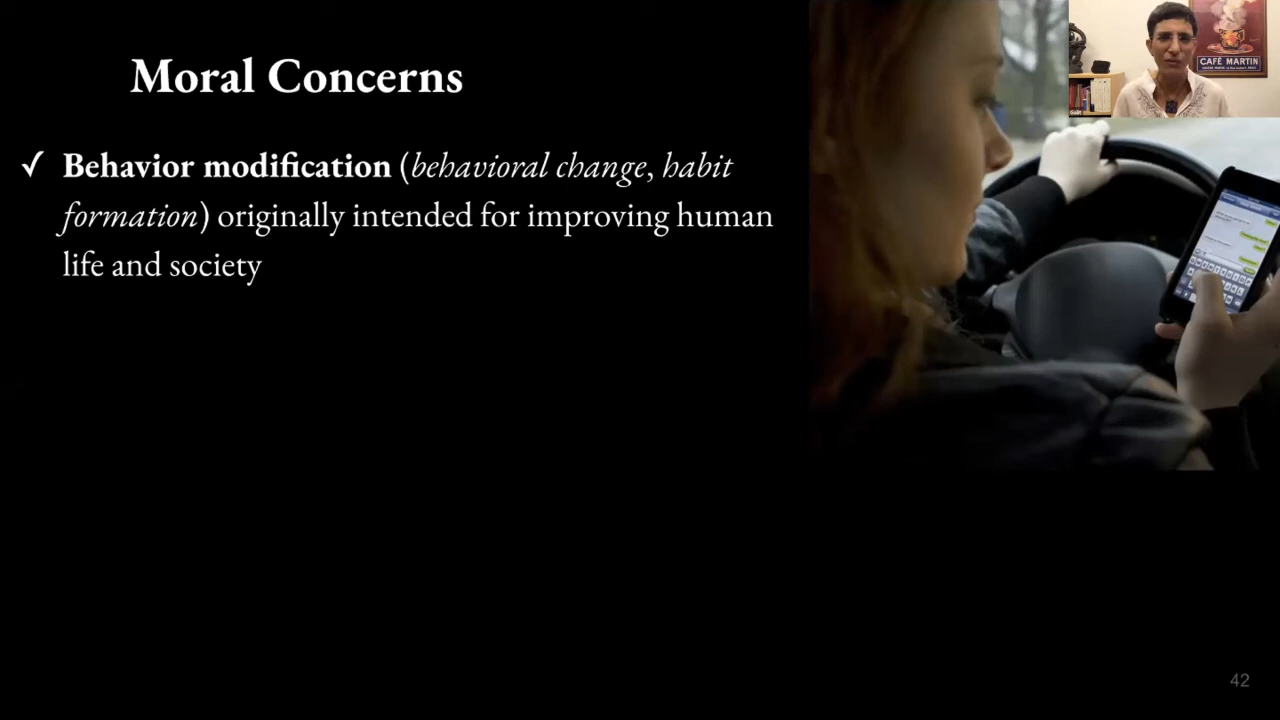 Moral Concerns
✓ Behavior modification (behavioral change, habit
formation) originally intended for improving human
life and society
CAFÉ MARTIN
Galit
42